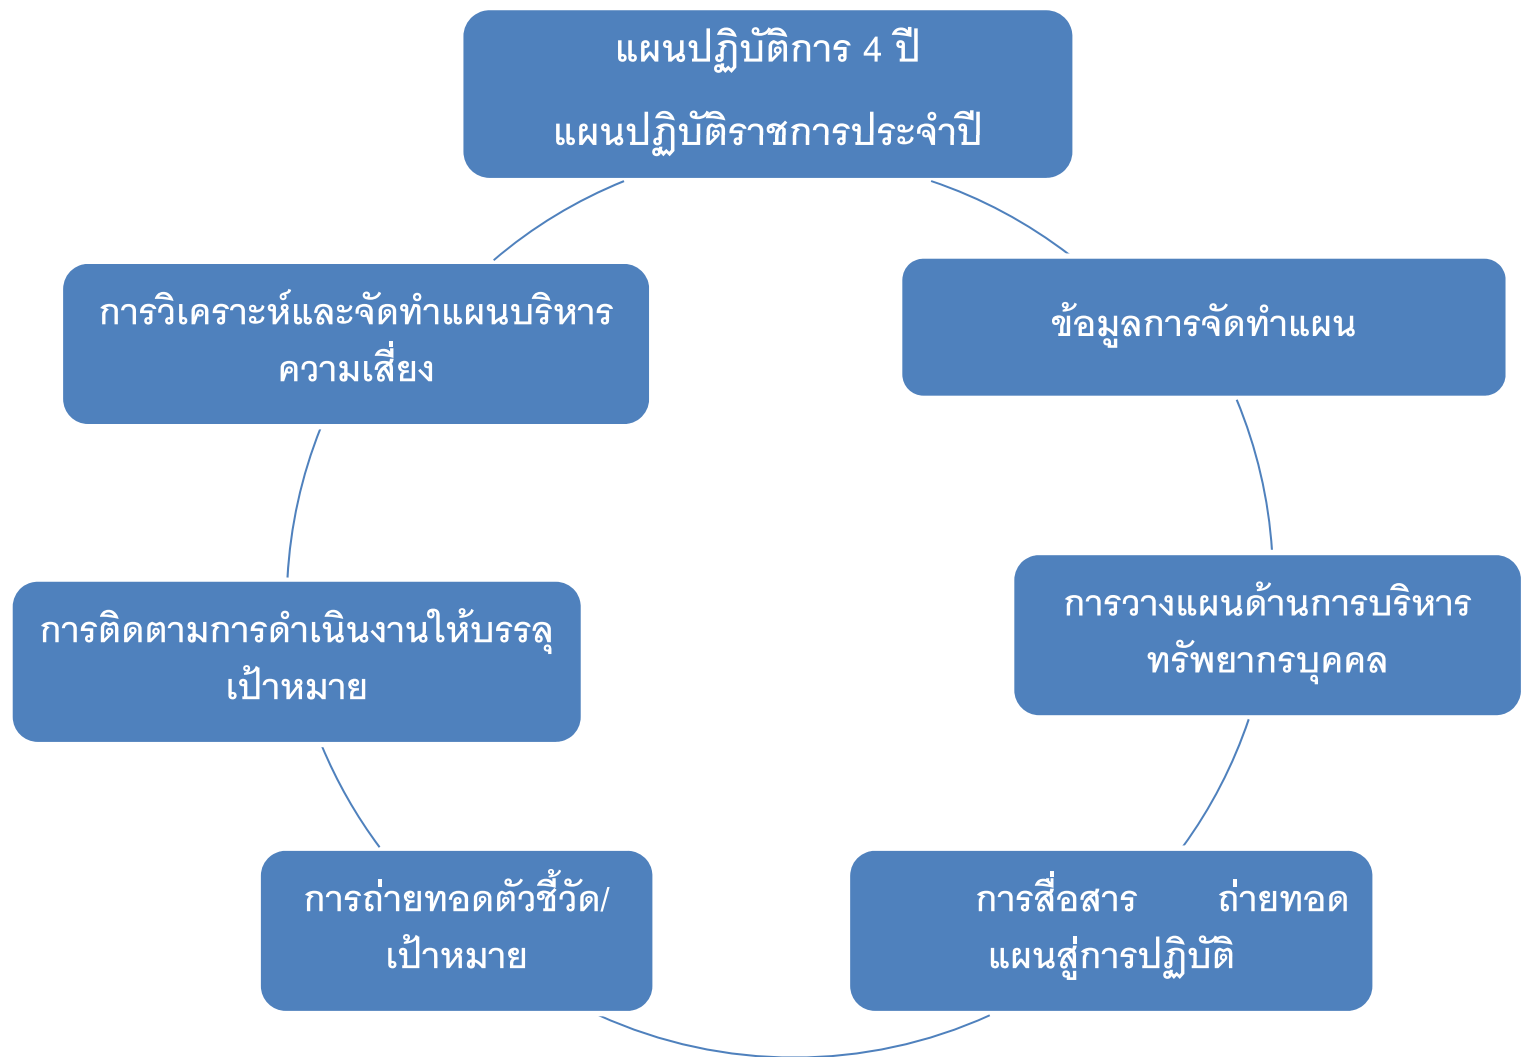 แผนปฏิบัติการ 4 ปี
แผนปฏิบัติราชการประจำปี
ข้อมูลการจัดทำแผน
การวางแผนด้านการบริหาร
ทรัพยากรบุคคล
การสื่อสาร ถ่ายทอด
แผนสู่การปฏิบัติ
การถ่ายทอดตัวชี้วัด/
เป้าหมาย
การติดตามการดำเนินงานให้บรรลุ
เป้าหมาย
การวิเคราะห์และจัดทำแผนบริหาร
ความเสี่ยง